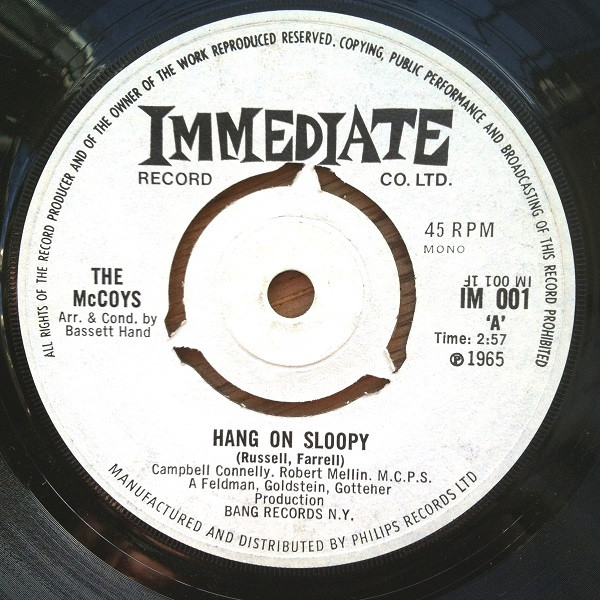 ALL RIGHTS OF THE RECORD PRODUCER AND OF THE OWNER OF THE WORK REPRODUCED RESERVED. COPYING, PUBLIC PERFORMANCE AND BROADCASTING OF THIS RECORD PROHIBITED
IMMEDIATE
RECORD CO. LTD.
45 RPM
MONO
IM 001 1F
THE
McCOYS
Arr. & Cond. by
Bassett Hand
IM 001
'A'
Time: 2:57
℗ 1965
HANG ON SLOOPY
(Russell, Farrell)
Campbell Connelly. Robert Mellin. M.C.P.S.
A Feldman, Goldstein, Gotteher
Production
BANG RECORDS N.Y.
MANUFACTURED AND DISTRIBUTED BY PHILIPS RECORDS LTD